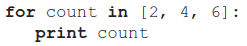 for count in [2, 4, 6]:
    print count